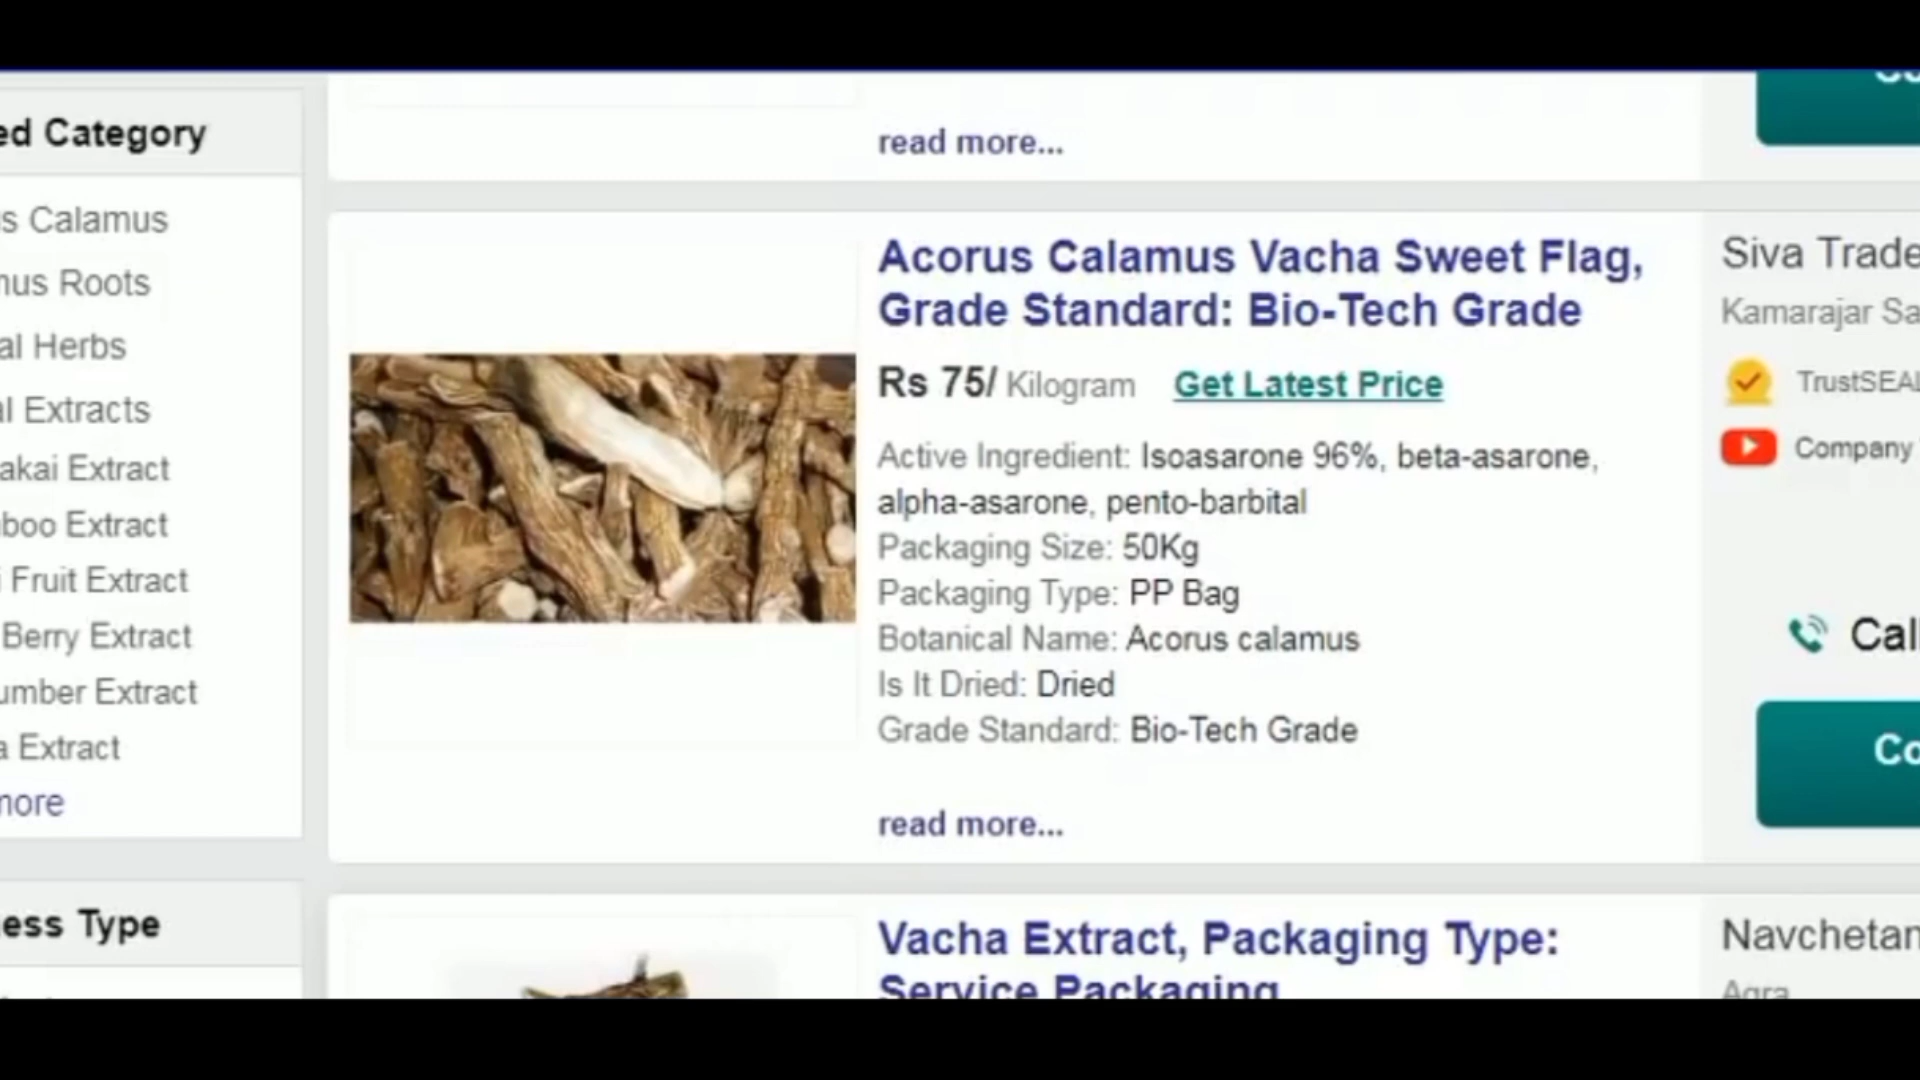 ed Category
s Calamus
nus Roots
al Herbs
al Extracts
akai Extract
boo Extract
i Fruit Extract
Berry Extract
umber Extract
a Extract
more
ess Type
read more...
Acorus Calamus Vacha Sweet Flag,
Grade Standard: Bio-Tech Grade
Rs 75/ Kilogram Get Latest Price
Active Ingredient: Isoasarone 96%, beta-asarone,
alpha-asarone, pento-barbital
Packaging Size: 50Kg
Packaging Type: PP Bag
Botanical Name: Acorus calamus
Is It Dried: Dried
Grade Standard: Bio-Tech Grade
read more...
Siva Trade
Kamarajar Sa
TrustSEAL
Company
Call
Co
Vacha Extract, Packaging Type:
Service Packaging
Navchetan
Agra